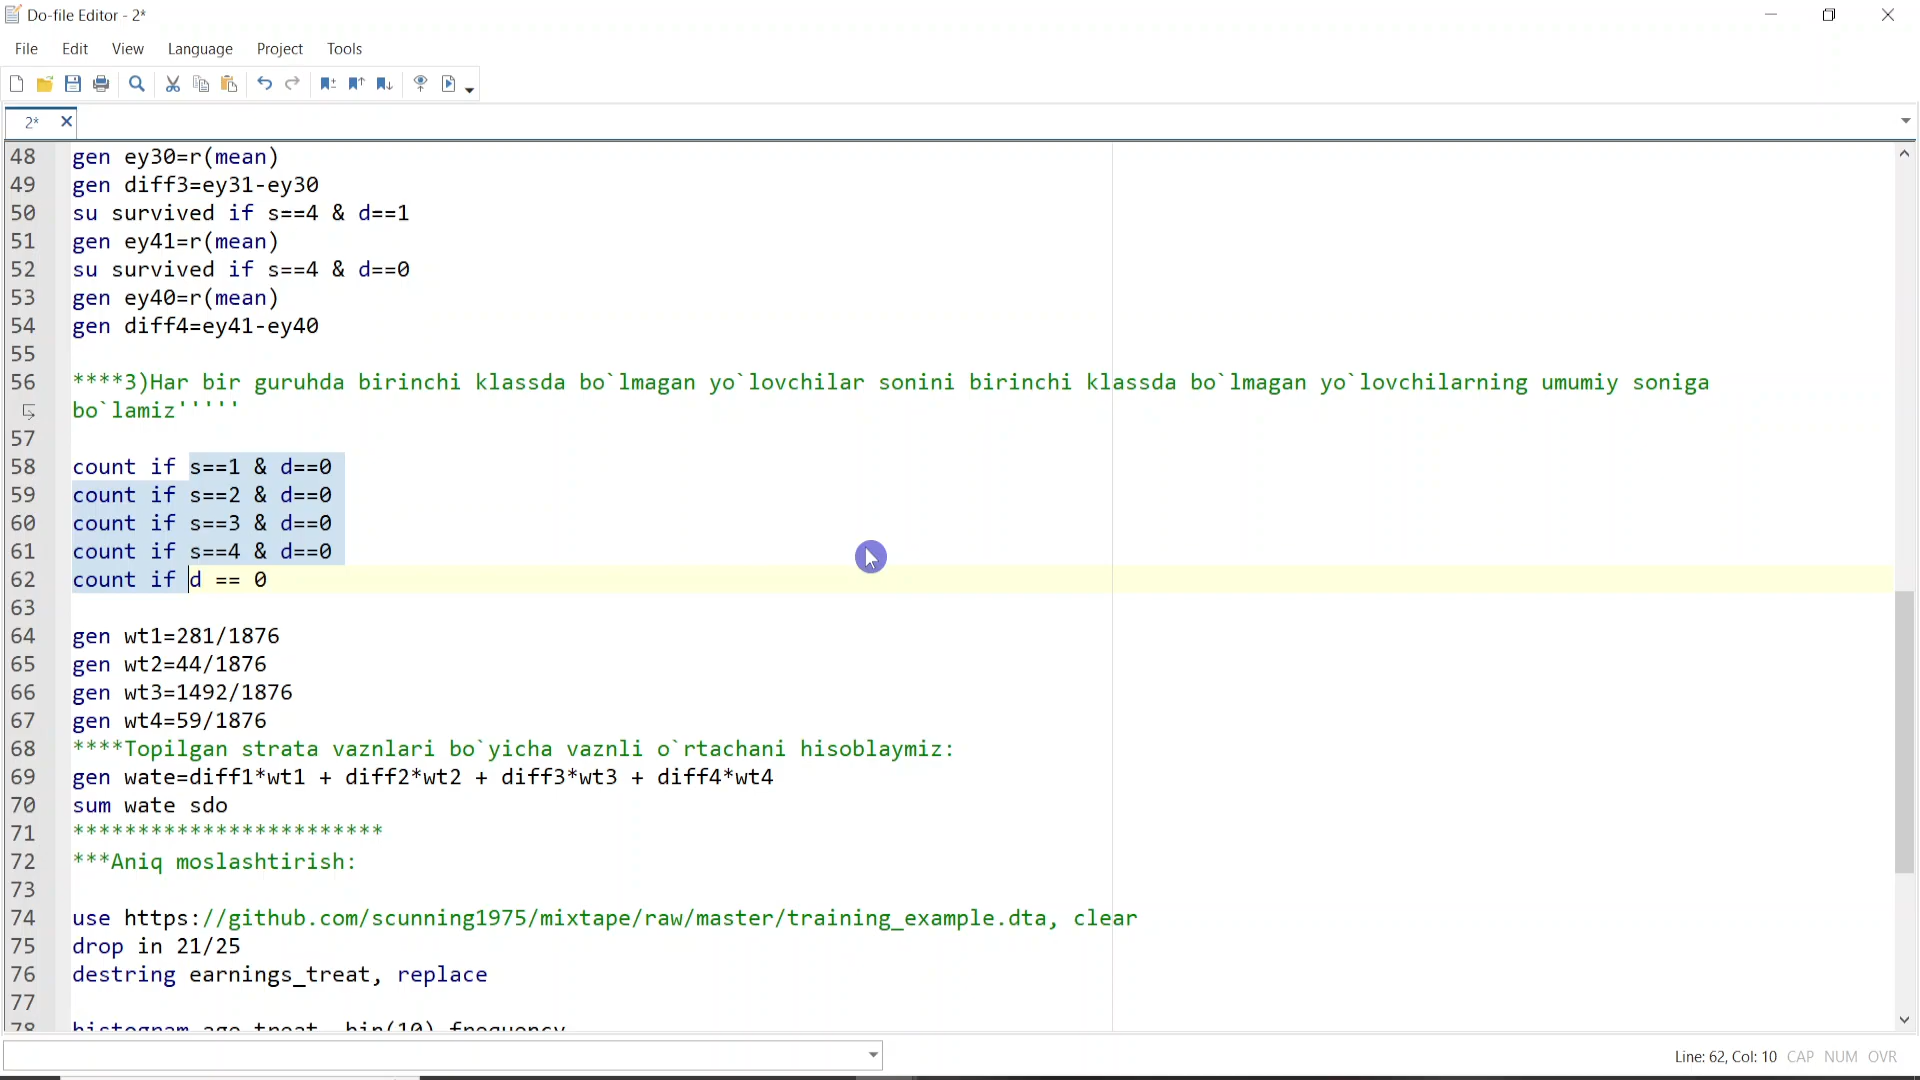 Do-file Editor - 2*
File Edit View Language Project Tools
2*
48 gen ey30=r(mean)
49 gen diff3=ey31-ey30
50 su survived if s==4 & d==1
51 gen ey41=r(mean)
52 su survived if s==4 & d==0
53 gen ey40=r(mean)
54 gen diff4=ey41-ey40
55
56 ****3)Har bir guruhda birinchi klassda bo`lmagan yo`lovchilar sonini birinchi klassda bo`lmagan yo`lovchilarning umumiy soniga
bo`lamiz'''''
57
58 count if s==1 & d==0
59 count if s==2 & d==0
60 count if s==3 & d==0
61 count if s==4 & d==0
62 count if d == 0
63
64 gen wt1=281/1876
65 gen wt2=44/1876
66 gen wt3=1492/1876
67 gen wt4=59/1876
68 ****Topilgan strata vaznlari bo`yicha vaznli o`rtachani hisoblaymiz:
69 gen wate=diff1*wt1 + diff2*wt2 + diff3*wt3 + diff4*wt4
70 sum wate sdo
71 ************************
72 ***Aniq moslashtirish:
73
74 use https://github.com/scunning1975/mixtape/raw/master/training_example.dta, clear
75 drop in 21/25
76 destring earnings_treat, replace
77
78 histogram age_treat, bin(10) frequency
Line: 62, Col: 10 CAP NUM OVR